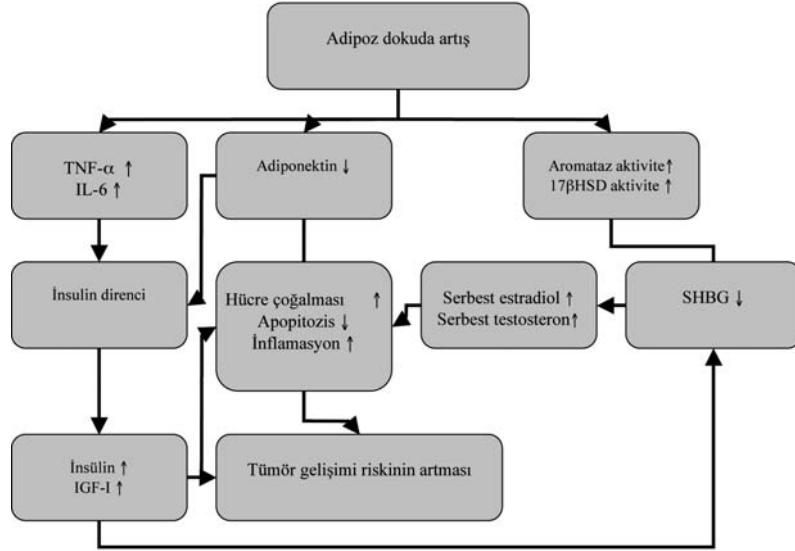 Adipoz dokuda artış
TNF-α ↑
IL-6 ↑
Adiponektin ↓
Aromataz aktivite↑
17βHSD aktivite ↑
İnsulin direnci
Hücre çoğalması ↑
Apopitozis ↓
İnflamasyon ↑
Serbest estradiol ↑
Serbest testosteron↑
SHBG ↓
İnsülin ↑
IGF-I ↑
Tümör gelişimi riskinin artması